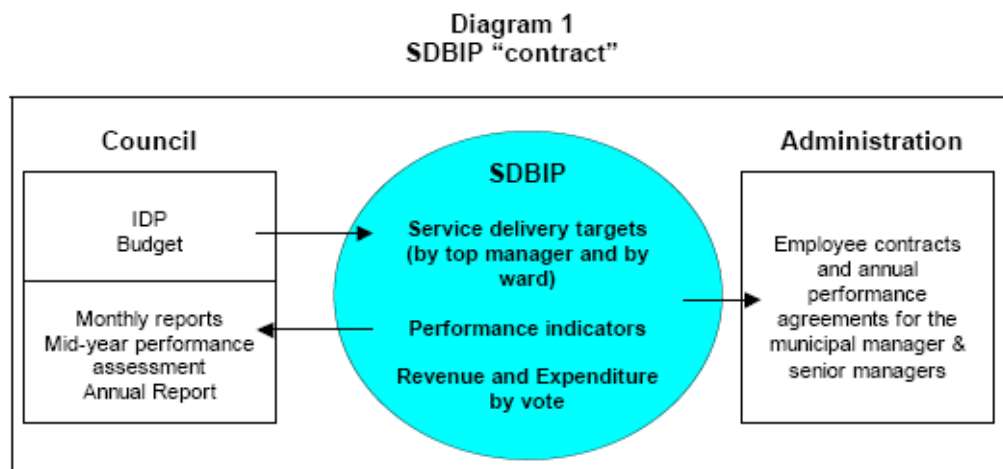 Diagram 1
SDBIP “contract”
Council
IDP
Budget
Monthly reports
Mid-year performance
assessment
Annual Report
SDBIP
Service delivery targets
(by top manager and by
ward)
Performance indicators
Revenue and Expenditure
by vote
Administration
Employee contracts
and annual
performance
agreements for the
municipal manager &
senior managers